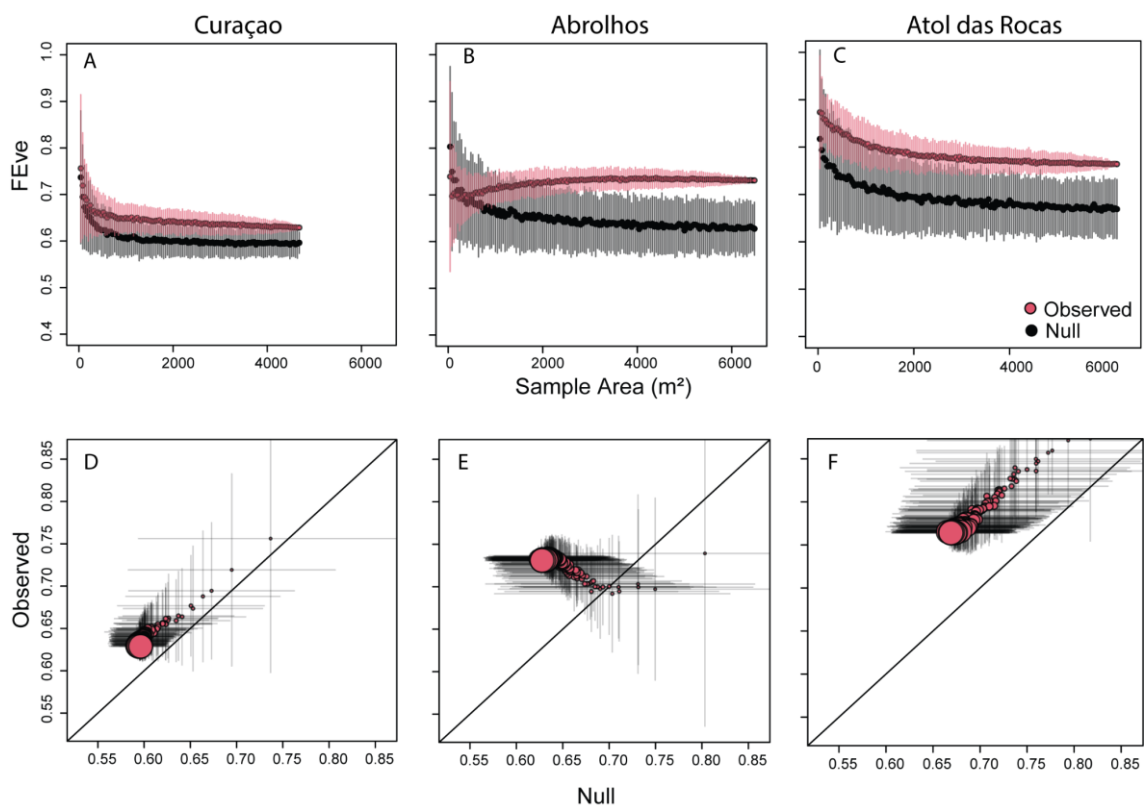 Curaçao
Abrolhos
Atol das Rocas
A
B
C
FEve
1.0
0.9
0.8
0.7
0.6
0.5
0.4
Observed
Null
0 2000 4000 6000
0 2000 4000 6000
0 2000 4000 6000
Sample Area (m²)
D
E
F
Observed
0.85
0.80
0.75
0.70
0.65
0.60
0.55
0.55 0.60 0.65 0.70 0.75 0.80 0.85
0.55 0.60 0.65 0.70 0.75 0.80 0.85
0.55 0.60 0.65 0.70 0.75 0.80 0.85
Null